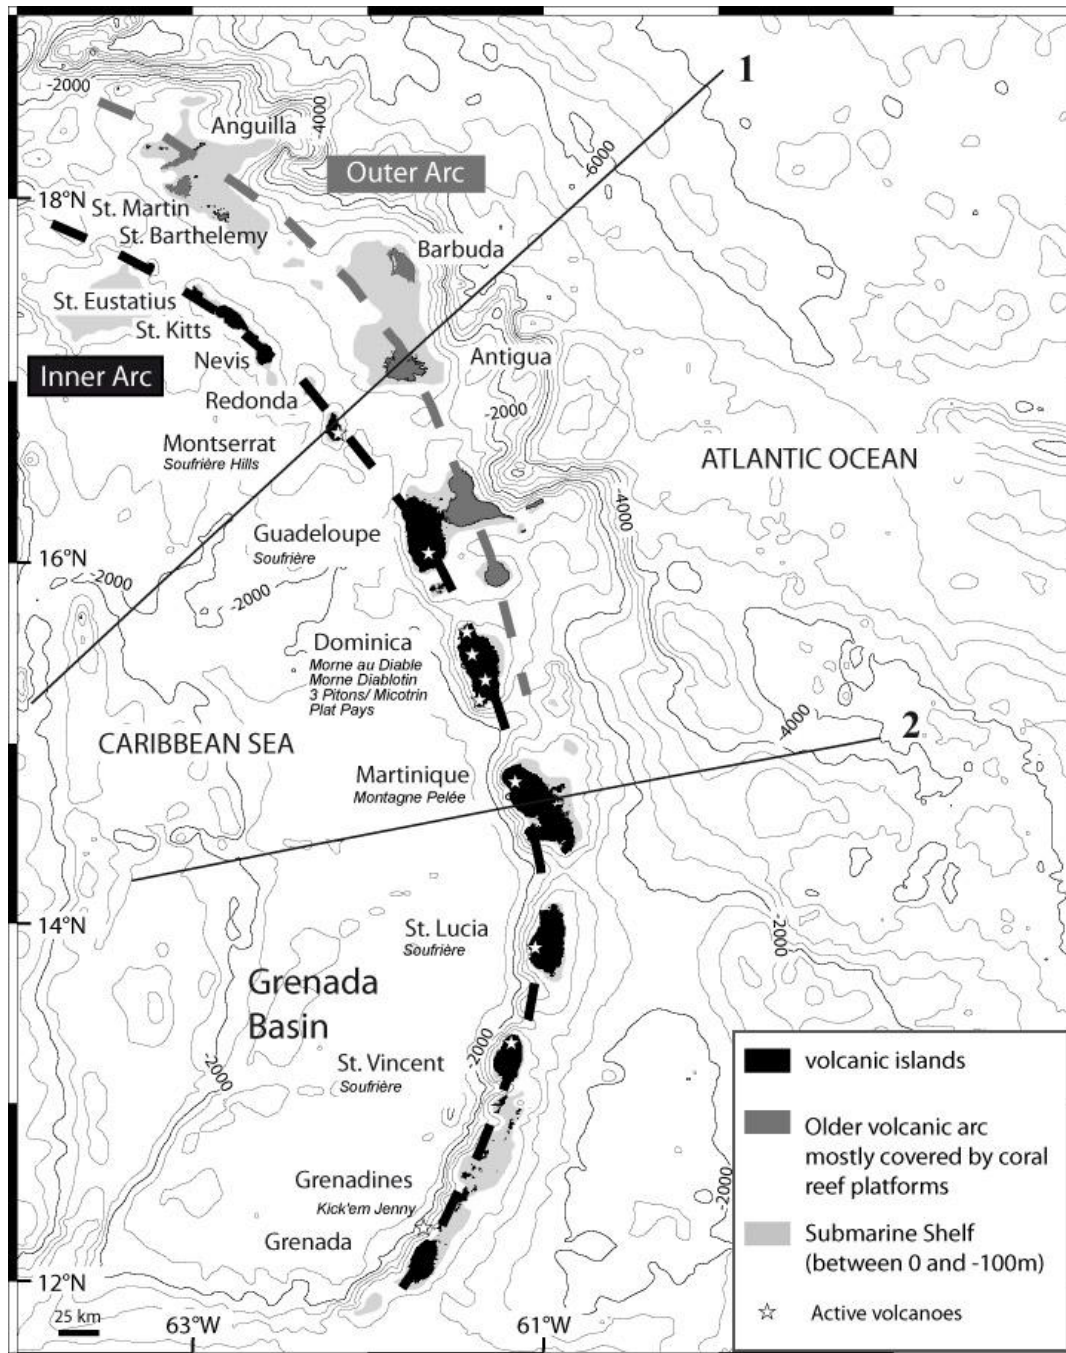 1
-2000
-4000
Anguilla
Outer Arc
-6000
18°N
St. Martin
St. Barthelemy
Barbuda
St. Eustatius
St. Kitts
Nevis
Antigua
Inner Arc
Redonda
-2000
Montserrat
Soufrière Hills
ATLANTIC OCEAN
-4000
Guadeloupe
Soufrière
16°N
-2000
-2000
Dominica
Morne au Diable
Morne Diablotin
3 Pitons/ Micotrin
Plat Pays
-4000
2
CARIBBEAN SEA
Martinique
Montagne Pelée
14°N
St. Lucia
Soufrière
-2000
Grenada
Basin
-2000
-2000
St. Vincent
Soufrière
volcanic islands
Older volcanic arc
mostly covered by coral
reef platforms
Grenadines
Kick'em Jenny
-2000
Grenada
Submarine Shelf
(between 0 and -100m)
12°N
Active volcanoes
25 km
63°W
61°W